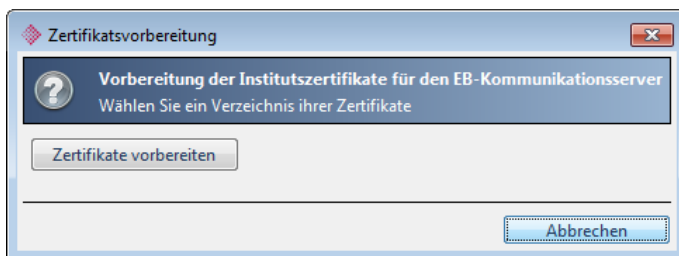 Zertifikatsvorbereitung
Vorbereitung der Institutszertifikate für den EB-Kommunikationsserver
Wählen Sie ein Verzeichnis ihrer Zertifikate
Zertifikate vorbereiten
Abbrechen